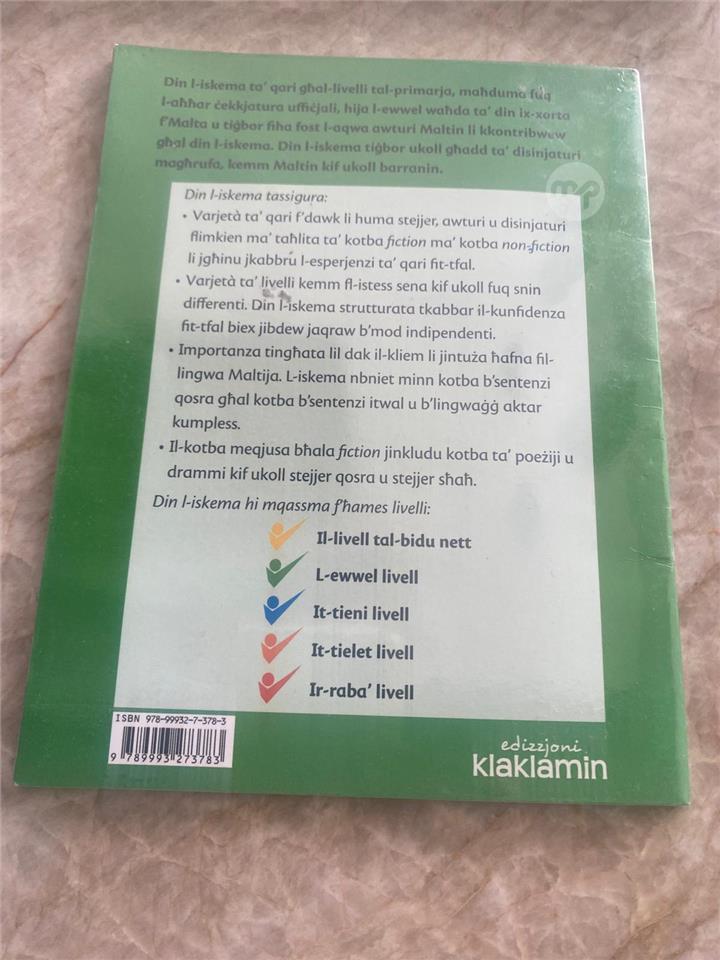 Din l-iskema ta' qari għal-livelli tal-primarja, maħduma fuq
l-aħħar ċekkjatura uffiċjali, hija l-ewwel waħda ta' din ix-xorta
f'Malta u tiġbor fiha fost l-aqwa awturi Maltin li kkontribwew
għal din l-iskema. Din l-iskema tiġbor ukoll għadd ta' disinjaturi
magħrufa, kemm Maltin kif ukoll barranin.
Din l-iskema tassigura:
• Varjetà ta' qari f'dawk li huma stejjer, awturi u disinjaturi
flimkien ma' taħlita ta' kotba fiction ma' kotba non-fiction
li jgħinu jkabbru l-esperjenzi ta' qari fit-tfal.
• Varjetà ta' livelli kemm fl-istess sena kif ukoll fuq snin
differenti. Din l-iskema strutturata tkabbar il-kunfidenza
fit-tfal biex jibdew jaqraw b'mod indipendenti.
• Importanza tingħata lil dak il-kliem li jintuża ħafna fil-
lingwa Maltija. L-iskema nbniet minn kotba b'sentenzi
qosra għal kotba b'sentenzi itwal u b'lingwaġġ aktar
kumpless.
• Il-kotba meqjusa bħala fiction jinkludu kotba ta' poeżiji u
drammi kif ukoll stejjer qosra u stejjer sħaħ.
Din l-iskema hi mqassma f'ħames livelli:
Il-livell tal-bidu nett
L-ewwel livell
It-tieni livell
It-tielet livell
Ir-raba' livell
ISBN 978-99932-7-378-3
9 789993 273783
edizzjoni
klaklamin